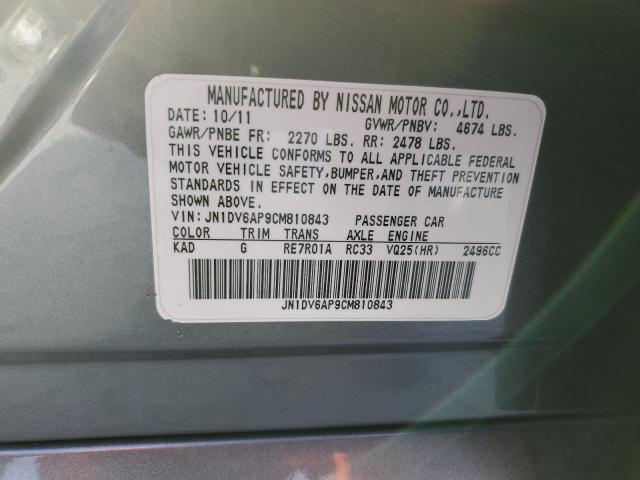 MANUFACTURED BY NISSAN MOTOR CO.,LTD.
DATE: 10/11 GVWR/PNBV: 4674 LBS.
GAWR/PNBE FR: 2270 LBS. RR: 2478 LBS.
THIS VEHICLE CONFORMS TO ALL APPLICABLE FEDERAL
MOTOR VEHICLE SAFETY,BUMPER,AND THEFT PREVENTION
STANDARDS IN EFFECT ON THE DATE OF MANUFACTURE
SHOWN ABOVE.
VIN: JN1DV6AP9CM810843 PASSENGER CAR
COLOR TRIM TRANS AXLE ENGINE
KAD G RE7R01A RC33 VQ25(HR) 2496CC
JN1DV6AP9CM810843